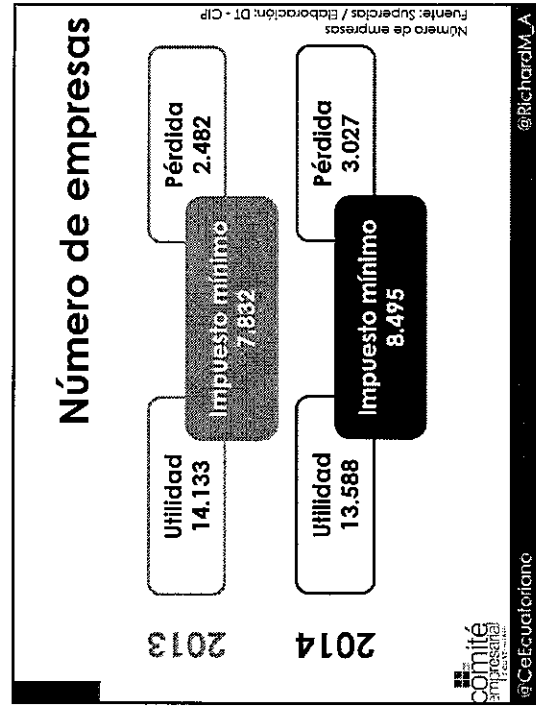 Número de empresas
2013
Utilidad
14.133
Impuesto mínimo
7.832
Pérdida
2.482
2014
Utilidad
13.588
Impuesto mínimo
8.495
Pérdida
3.027
Número de empresas
Fuente: Supercias / Elaboración: DT - CIP
comité
empresarial
@CeEcuatoriano
@RichardM_A